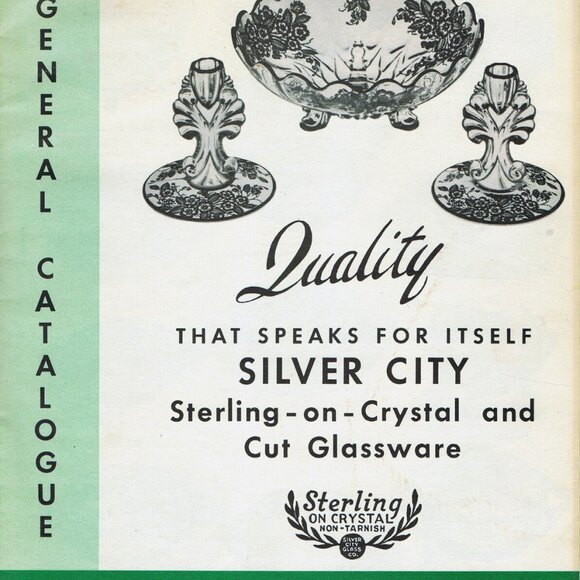 GENERAL CATALOGUE
Quality
THAT SPEAKS FOR ITSELF
SILVER CITY
Sterling-on-Crystal and
Cut Glassware
Sterling
ON CRYSTAL
NON-TARNISH
SILVER
CITY
GLASS
CO.